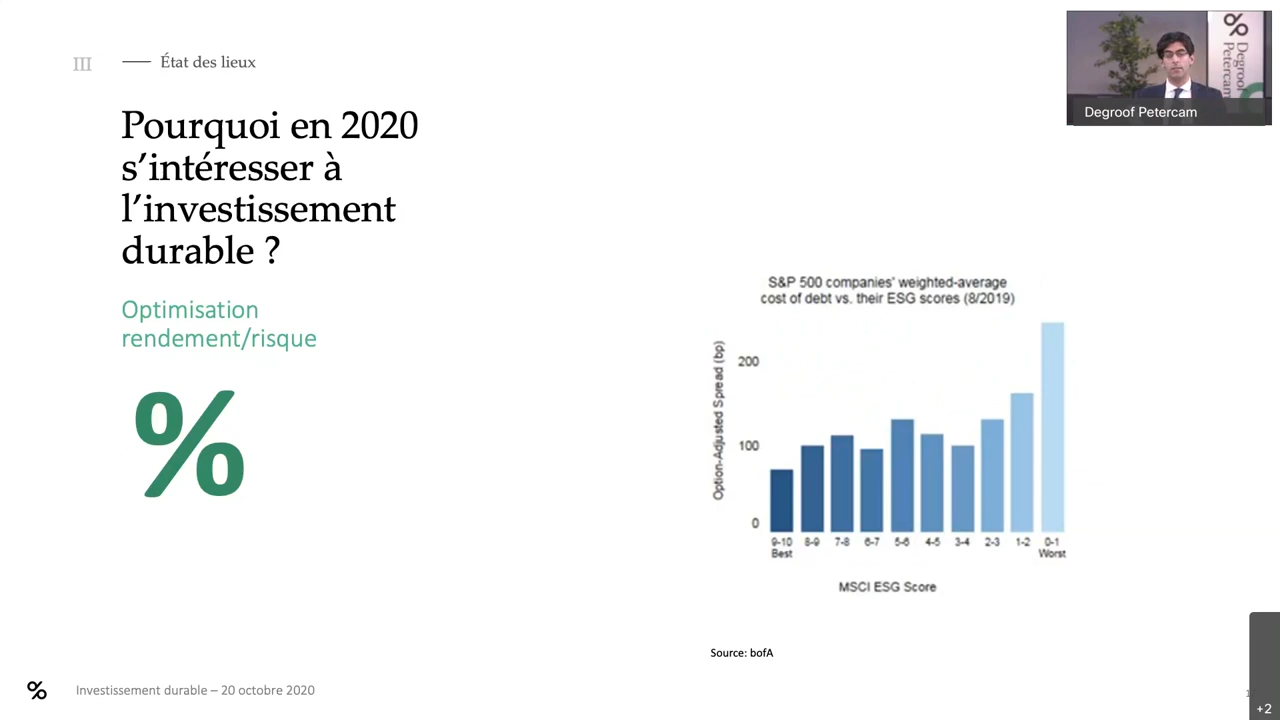 III
État des lieux
Pourquoi en 2020
s’intéresser à
l’investissement
durable ?
Optimisation
rendement/risque
%
Degroof
Petercam
Degroof Petercam
S&P 500 companies' weighted-average
cost of debt vs. their ESG scores (8/2019)
Option-Adjusted Spread (bp)
200
100
0
9-10 8-9 7-8 6-7 5-6 4-5 3-4 2-3 1-2 0-1
Best Worst
MSCI ESG Score
Source: bofA
Investissement durable – 20 octobre 2020
+2